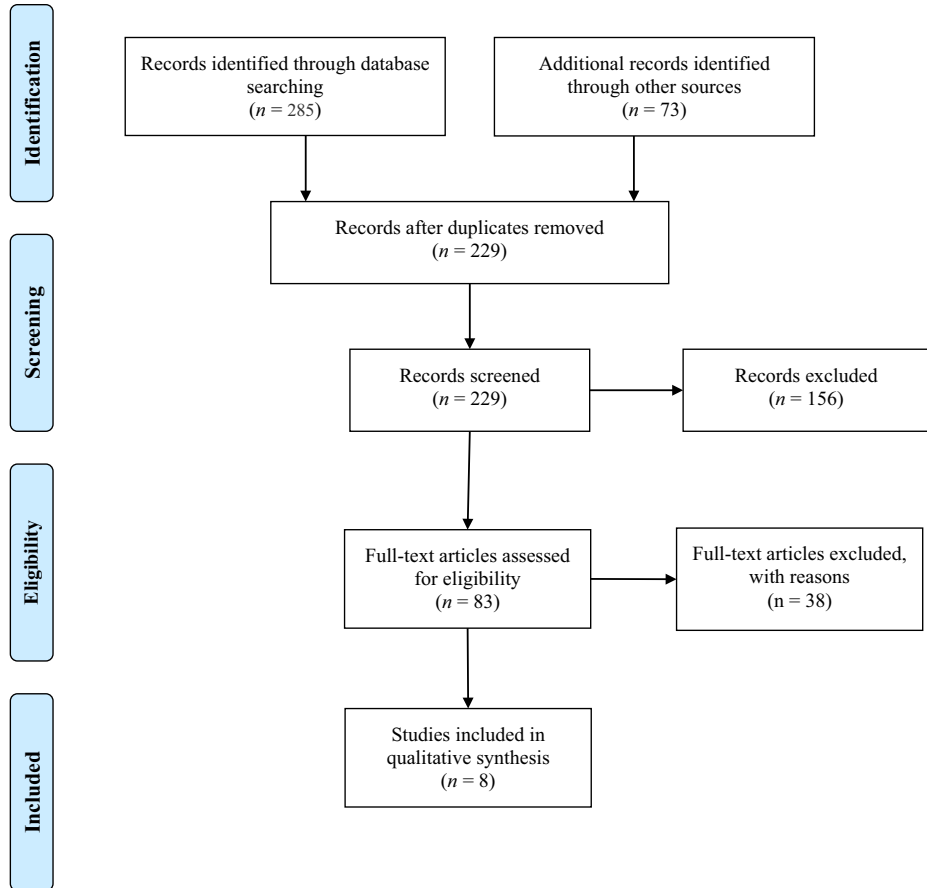 Identification
Records identified through database
searching
(n = 285)
Additional records identified
through other sources
(n = 73)
Records after duplicates removed
(n = 229)
Screening
Records screened
(n = 229)
Records excluded
(n = 156)
Eligibility
Full-text articles assessed
for eligibility
(n = 83)
Full-text articles excluded,
with reasons
(n = 38)
Included
Studies included in
qualitative synthesis
(n = 8)